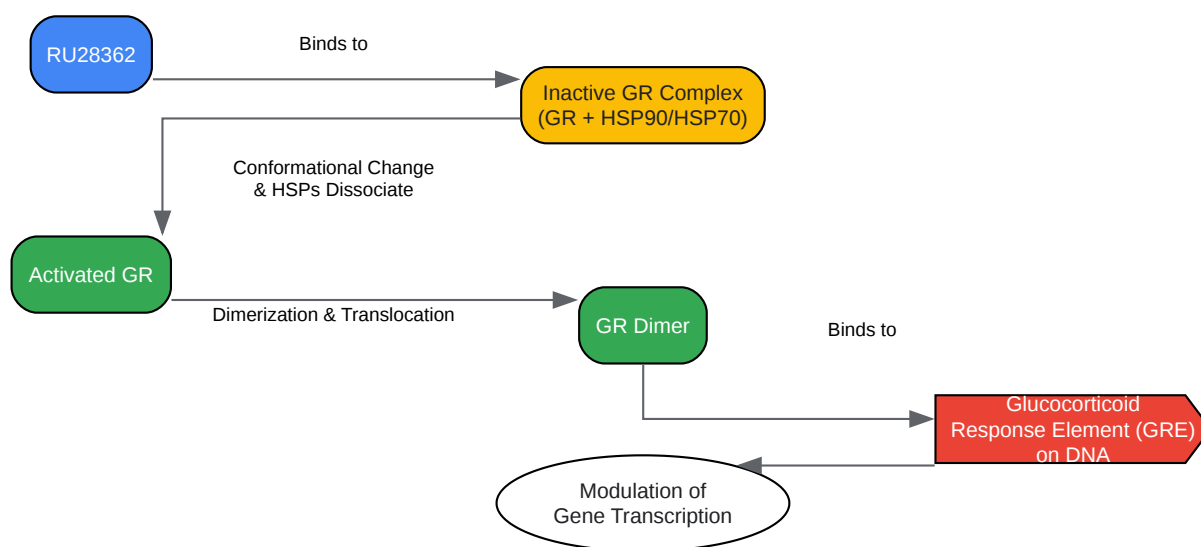 RU28362
Binds to
Inactive GR Complex
(GR + HSP90/HSP70)
Conformational Change
& HSPs Dissociate
Activated GR
Dimerization & Translocation
GR Dimer
Binds to
Glucocorticoid
Response Element (GRE)
on DNA
Modulation of
Gene Transcription